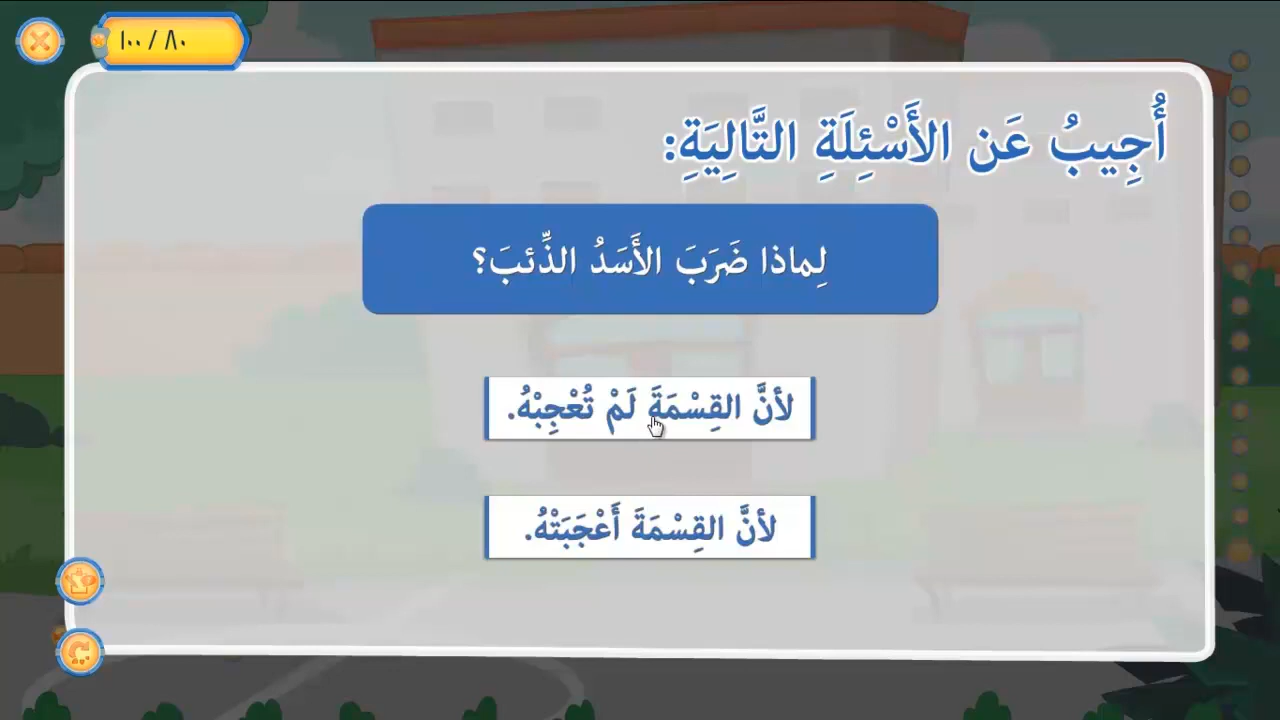 ١٠٠ / ٨٠
أُجِيبُ عَن الأَسْئِلَةِ التَّالِيَةِ:
لِماذا ضَرَبَ الأَسَدُ الذِّئبَ؟
لأنَّ القِسْمَةَ لَمْ تُعْجِبْهُ.
لأنَّ القِسْمَةَ أَعْجَبَتْهُ.